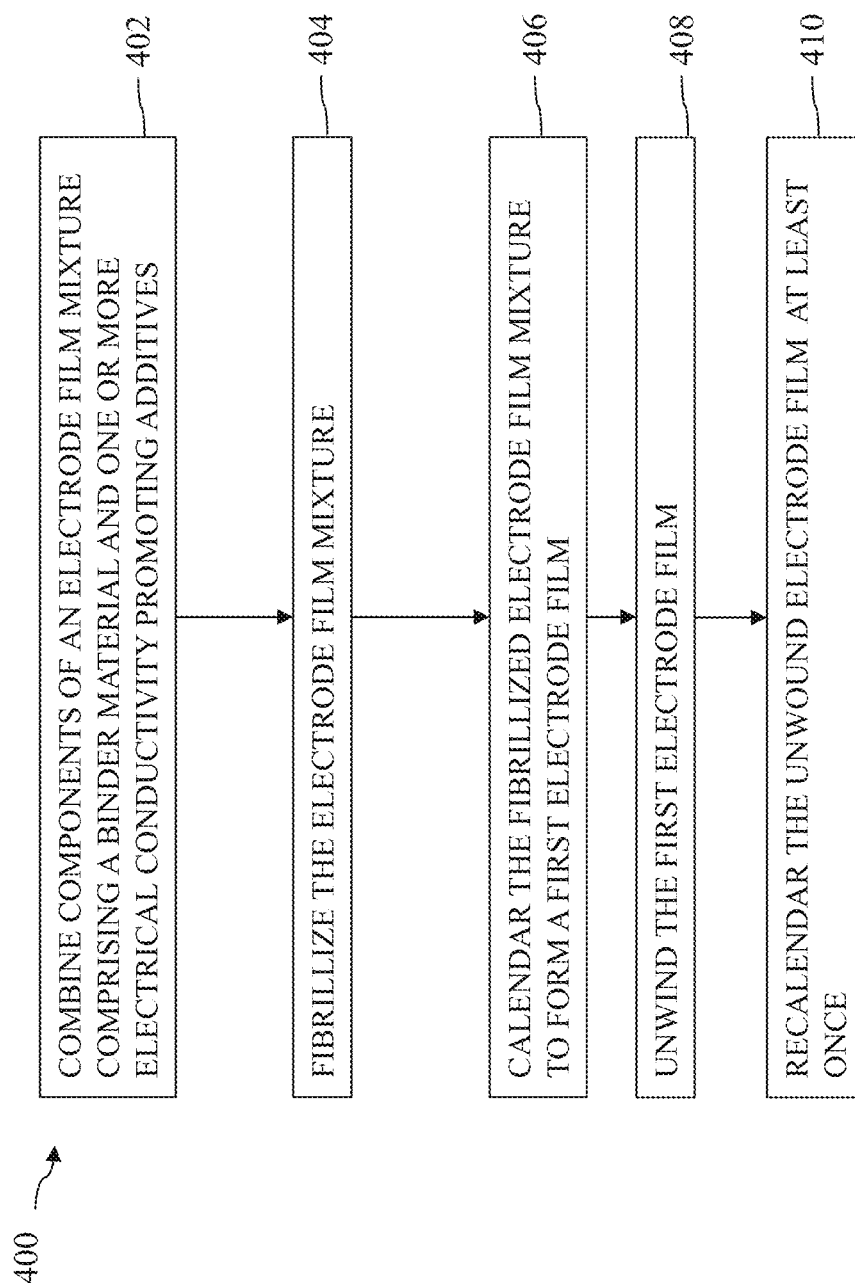 400
COMBINE COMPONENTS OF AN ELECTRODE FILM MIXTURE
COMPRISING A BINDER MATERIAL AND ONE OR MORE
ELECTRICAL CONDUCTIVITY PROMOTING ADDITIVES
402
FIBRILLIZE THE ELECTRODE FILM MIXTURE
404
CALENDAR THE FIBRILLIZED ELECTRODE FILM MIXTURE
TO FORM A FIRST ELECTRODE FILM
406
UNWIND THE FIRST ELECTRODE FILM
408
RECALENDAR THE UNWOUND ELECTRODE FILM AT LEAST
ONCE
410